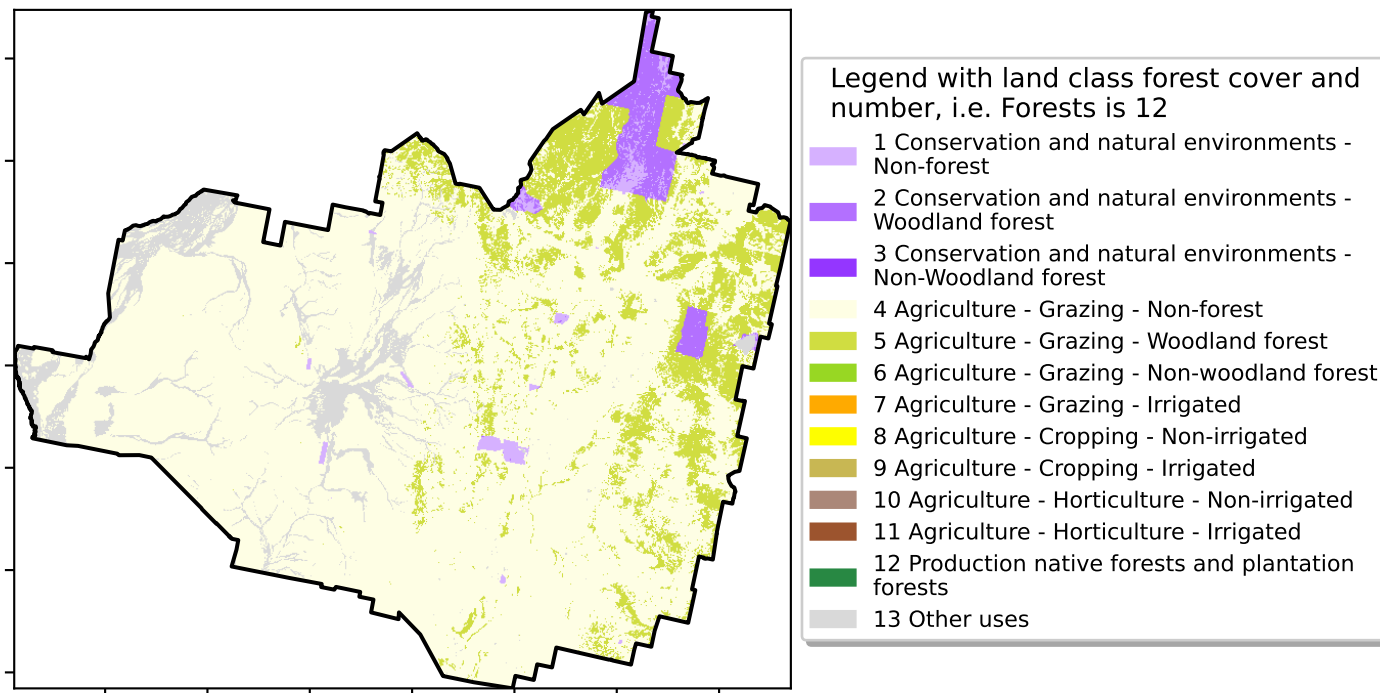 Legend with land class forest cover and
number, i.e. Forests is 12
1 Conservation and natural environments -
Non-forest
2 Conservation and natural environments -
Woodland forest
3 Conservation and natural environments -
Non-Woodland forest
4 Agriculture - Grazing - Non-forest
5 Agriculture - Grazing - Woodland forest
6 Agriculture - Grazing - Non-woodland forest
7 Agriculture - Grazing - Irrigated
8 Agriculture - Cropping - Non-irrigated
9 Agriculture - Cropping - Irrigated
10 Agriculture - Horticulture - Non-irrigated
11 Agriculture - Horticulture - Irrigated
12 Production native forests and plantation
forests
13 Other uses